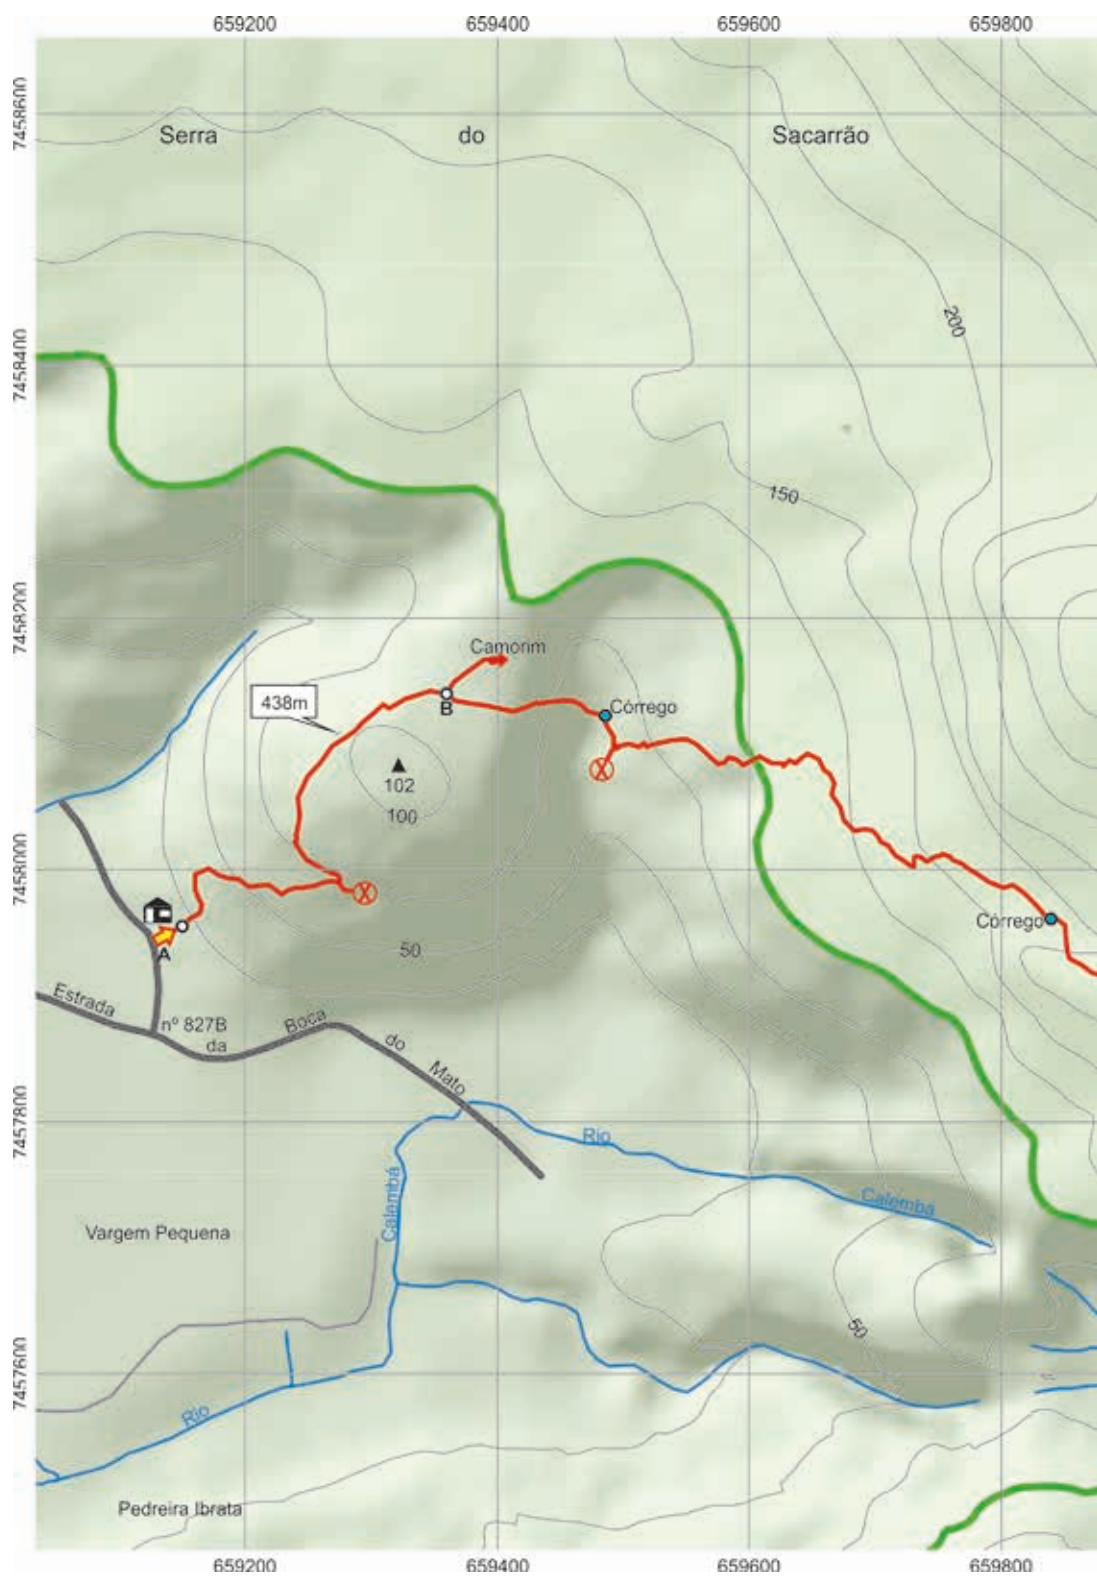 659200 659400 659600 659800
7458600
Serra do Sacarrão
200
7458400
150
7458200
Camorim
438m
B
Córrego
102
100
7458000
Córrego
A
50
Estrada da Boca do Mato
nº 827B
7457800
Rio Calembá
Calembá
Vargem Pequena
50
7457600
Rio
Pedreira Ibrata
659200 659400 659600 659800